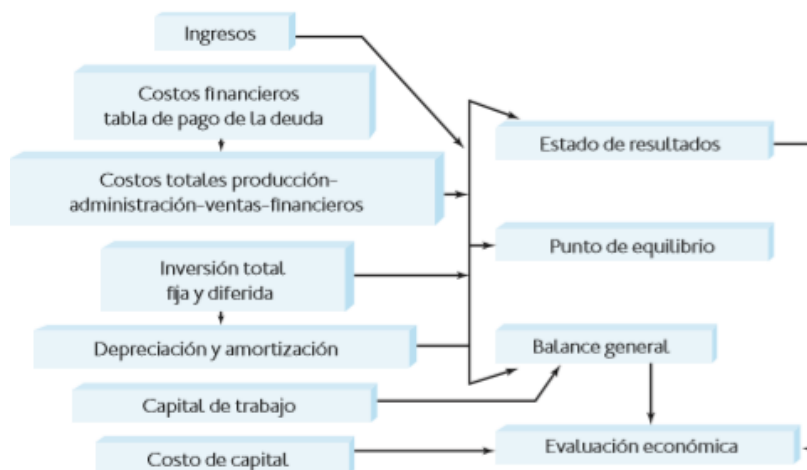 Ingresos
Costos financieros
tabla de pago de la deuda
Costos totales producción–
administración–ventas–financieros
Inversión total
fija y diferida
Depreciación y amortización
Capital de trabajo
Costo de capital
Estado de resultados
Punto de equilibrio
Balance general
Evaluación económica